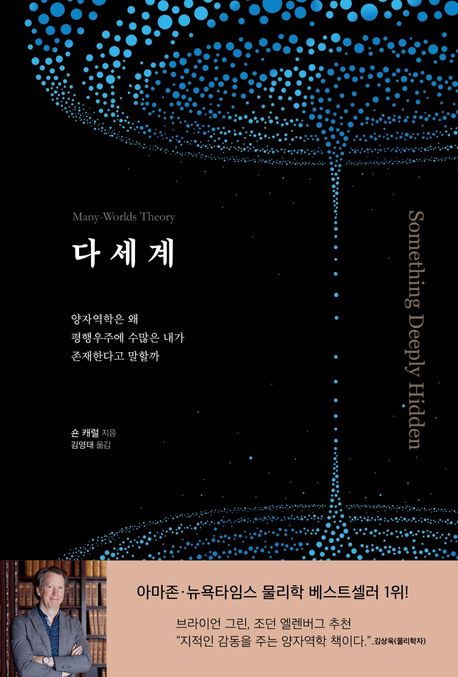 Many-Worlds Theory
다세계
Something Deeply Hidden
양자역학은 왜
평행우주에 수많은 내가
존재한다고 말할까
숀 캐럴 지음
김영태 옮김
아마존·뉴욕타임스 물리학 베스트셀러 1위!
브라이언 그린, 조던 엘렌버그 추천
“지적인 감동을 주는 양자역학 책이다.”_김상욱(물리학자)